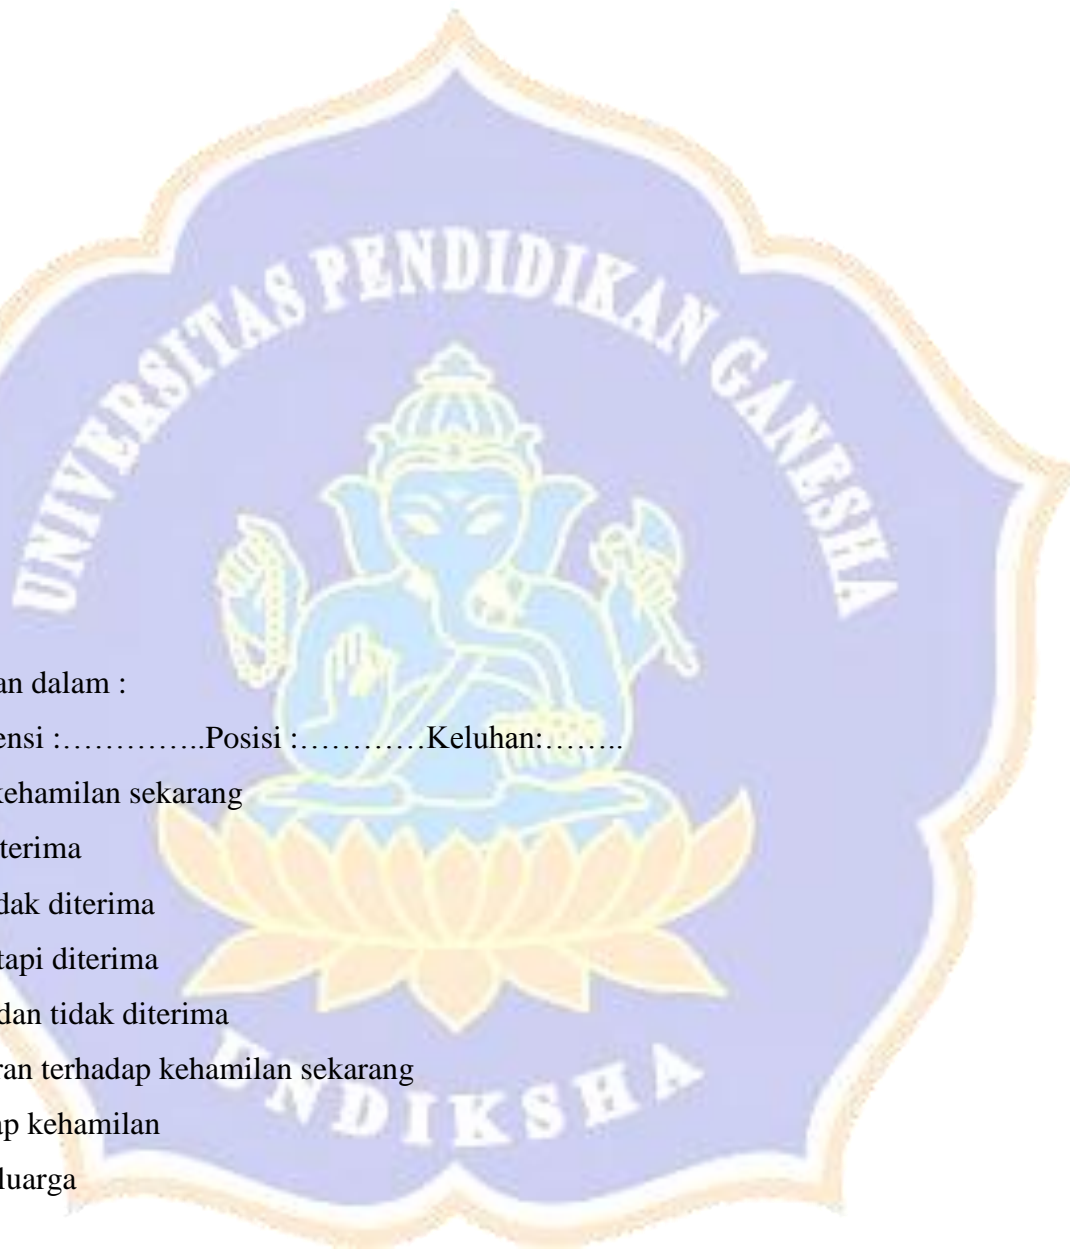 UNIVERSITAS PENDIDIKAN GANESHA
an dalam :
ensi :…………..Posisi :…………Keluhan:……..
kehamilan sekarang
terima
dak diterima
tapi diterima
dan tidak diterima
ran terhadap kehamilan sekarang
ap kehamilan
luarga
UNDIKSHA